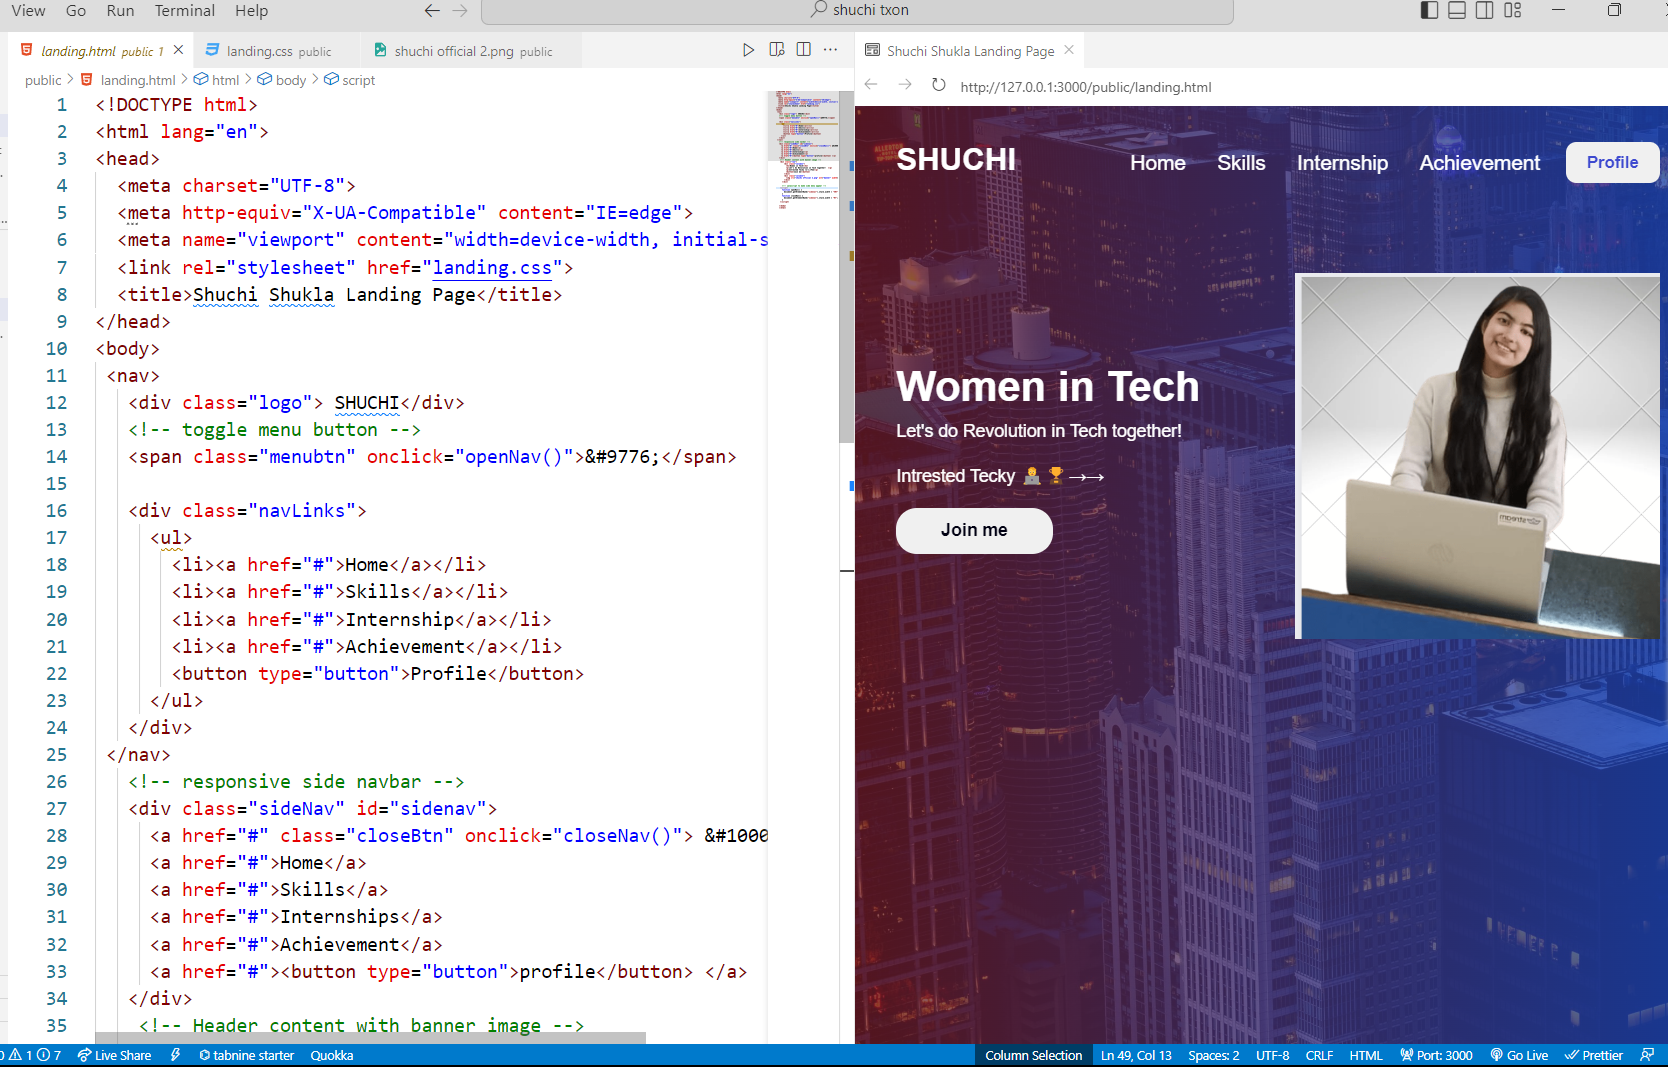 View Go Run Terminal Help
shuchi txon
landing.html public 1
landing.css public
shuchi official 2.png public
public > landing.html > html > body > script
1 <!DOCTYPE html>
2 <html lang="en">
3 <head>
4 <meta charset="UTF-8">
5 <meta http-equiv="X-UA-Compatible" content="IE=edge">
6 <meta name="viewport" content="width=device-width, initial-s
7 <link rel="stylesheet" href="landing.css">
8 <title>Shuchi Shukla Landing Page</title>
9 </head>
10 <body>
11 <nav>
12 <div class="logo"> SHUCHI</div>
13 <!-- toggle menu button -->
14 <span class="menubtn" onclick="openNav()">&#9776;</span>
15
16 <div class="navLinks">
17 <ul>
18 <li><a href="#">Home</a></li>
19 <li><a href="#">Skills</a></li>
20 <li><a href="#">Internship</a></li>
21 <li><a href="#">Achievement</a></li>
22 <button type="button">Profile</button>
23 </ul>
24 </div>
25 </nav>
26 <!-- responsive side navbar -->
27 <div class="sideNav" id="sidenav">
28 <a href="#" class="closeBtn" onclick="closeNav()"> &#1000
29 <a href="#">Home</a>
30 <a href="#">Skills</a>
31 <a href="#">Internships</a>
32 <a href="#">Achievement</a>
33 <a href="#"><button type="button">profile</button> </a>
34 </div>
35 <!-- Header content with banner image -->
Shuchi Shukla Landing Page
http://127.0.0.1:3000/public/landing.html
SHUCHI
Home Skills Internship Achievement Profile
Women in Tech
Let's do Revolution in Tech together!
Intrested Tecky 👩‍💻 🏆 →→
Join me
0 1 7 Live Share tabnine starter Quokka Column Selection Ln 49, Col 13 Spaces: 2 UTF-8 CRLF HTML Port: 3000 Go Live Prettier